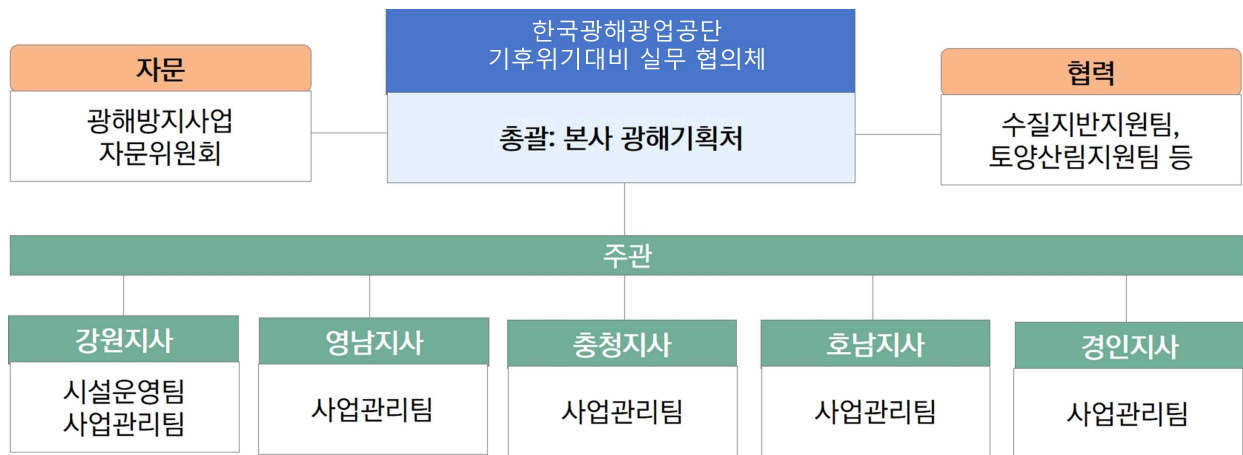 한국광해광업공단
기후위기대비 실무 협의체
총괄: 본사 광해기획처
자문
광해방지사업
자문위원회
협력
수질지반지원팀,
토양산림지원팀 등
주관
강원지사
시설운영팀
사업관리팀
영남지사
사업관리팀
충청지사
사업관리팀
호남지사
사업관리팀
경인지사
사업관리팀